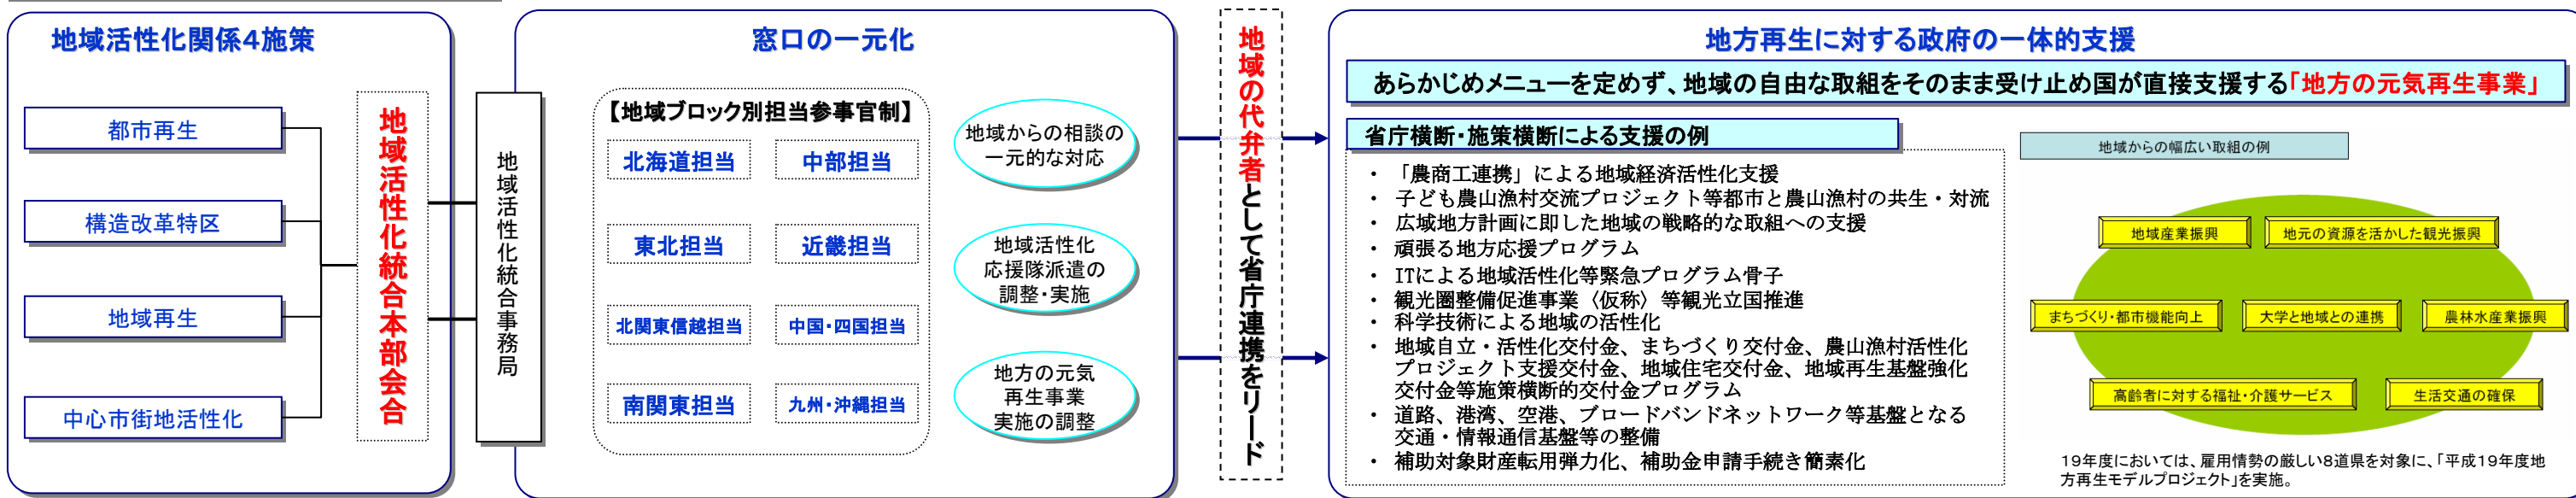 地域活性化関係4施策
都市再生
構造改革特区
地域再生
中心市街地活性化
地域活性化統合本部会合
地域活性化統合事務局
窓口の一元化
【地域ブロック別担当参事官制】
北海道担当
中部担当
東北担当
近畿担当
北関東信越担当
中国・四国担当
南関東担当
九州・沖縄担当
地域からの相談の
一元的な対応
地域活性化
応援隊派遣の
調整・実施
地方の元気
再生事業
実施の調整
地域の代弁者として省庁連携をリード
地方再生に対する政府の一体的支援
あらかじめメニューを定めず、地域の自由な取組をそのまま受け止め国が直接支援する「地方の元気再生事業」
省庁横断・施策横断による支援の例
・ 「農商工連携」による地域経済活性化支援
・ 子ども農山漁村交流プロジェクト等都市と農山漁村の共生・対流
・ 広域地方計画に即した地域の戦略的な取組への支援
・ 頑張る地方応援プログラム
・ ITによる地域活性化等緊急プログラム骨子
・ 観光圏整備促進事業〈仮称〉等観光立国推進
・ 科学技術による地域の活性化
・ 地域自立・活性化交付金、まちづくり交付金、農山漁村活性化
プロジェクト支援交付金、地域住宅交付金、地域再生基盤強化
交付金等施策横断的交付金プログラム
・ 道路、港湾、空港、ブロードバンドネットワーク等基盤となる
交通・情報通信基盤等の整備
・ 補助対象財産転用弾力化、補助金申請手続き簡素化
地域からの幅広い取組の例
地域産業振興
地元の資源を活かした観光振興
まちづくり・都市機能向上
大学と地域との連携
農林水産業振興
高齢者に対する福祉・介護サービス
生活交通の確保
19年度においては、雇用情勢の厳しい8道県を対象に、「平成19年度地
方再生モデルプロジェクト」を実施。